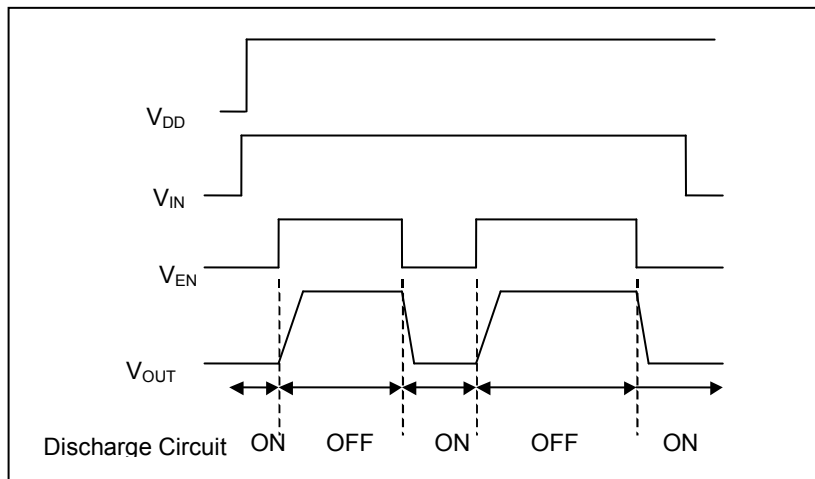 VDD
VIN
VEN
VOUT
Discharge Circuit ON OFF ON OFF ON